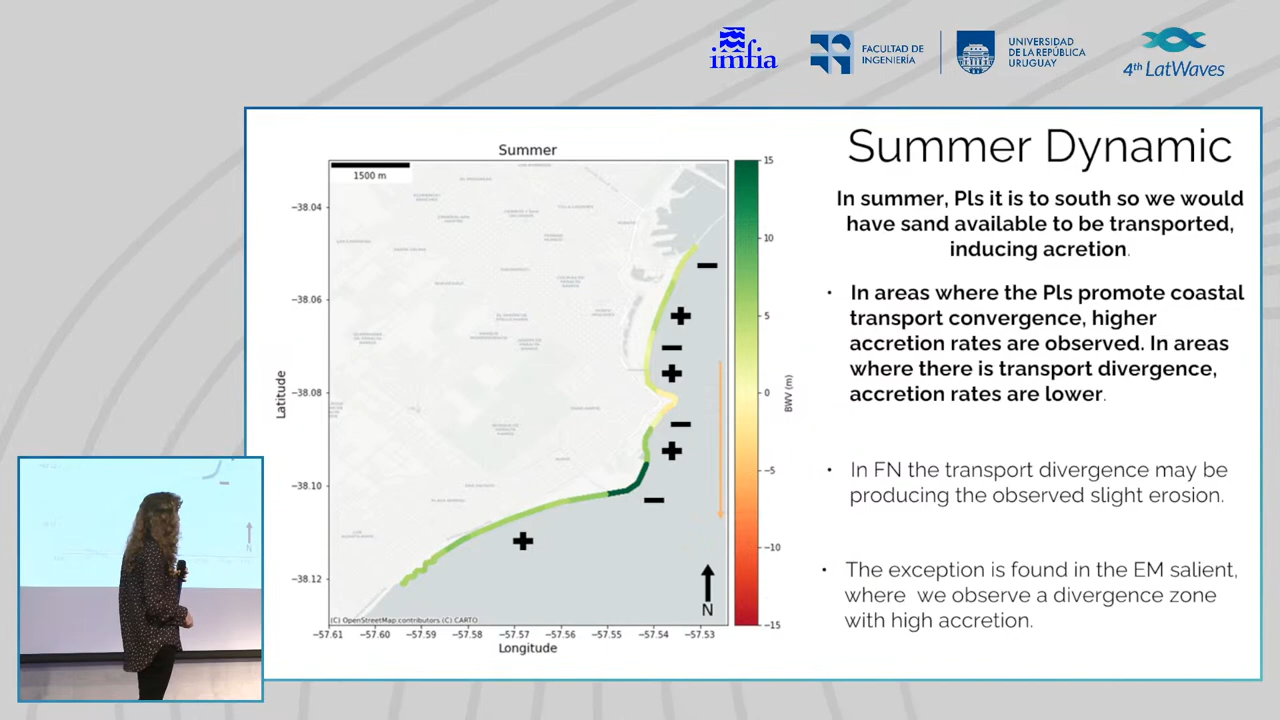 imfia
FACULTAD DE
INGENIERÍA
UNIVERSIDAD
DE LA REPÚBLICA
URUGUAY
4th LatWaves
Summer
1500 m
−38.04
−38.06
−38.08
−38.10
−38.12
−57.61
−57.60
−57.59
−57.58
−57.57
−57.56
−57.55
−57.54
−57.53
Latitude
Longitude
N
(C) OpenStreetMap contributors (C) CARTO
15
10
5
0
−5
−10
−15
BWV (m)
Summer Dynamic
In summer, Pls it is to south so we would
have sand available to be transported,
inducing acretion.
• In areas where the Pls promote coastal
transport convergence, higher
accretion rates are observed. In areas
where there is transport divergence,
accretion rates are lower.
• In FN the transport divergence may be
producing the observed slight erosion.
• The exception is found in the EM salient,
where we observe a divergence zone
with high accretion.
N